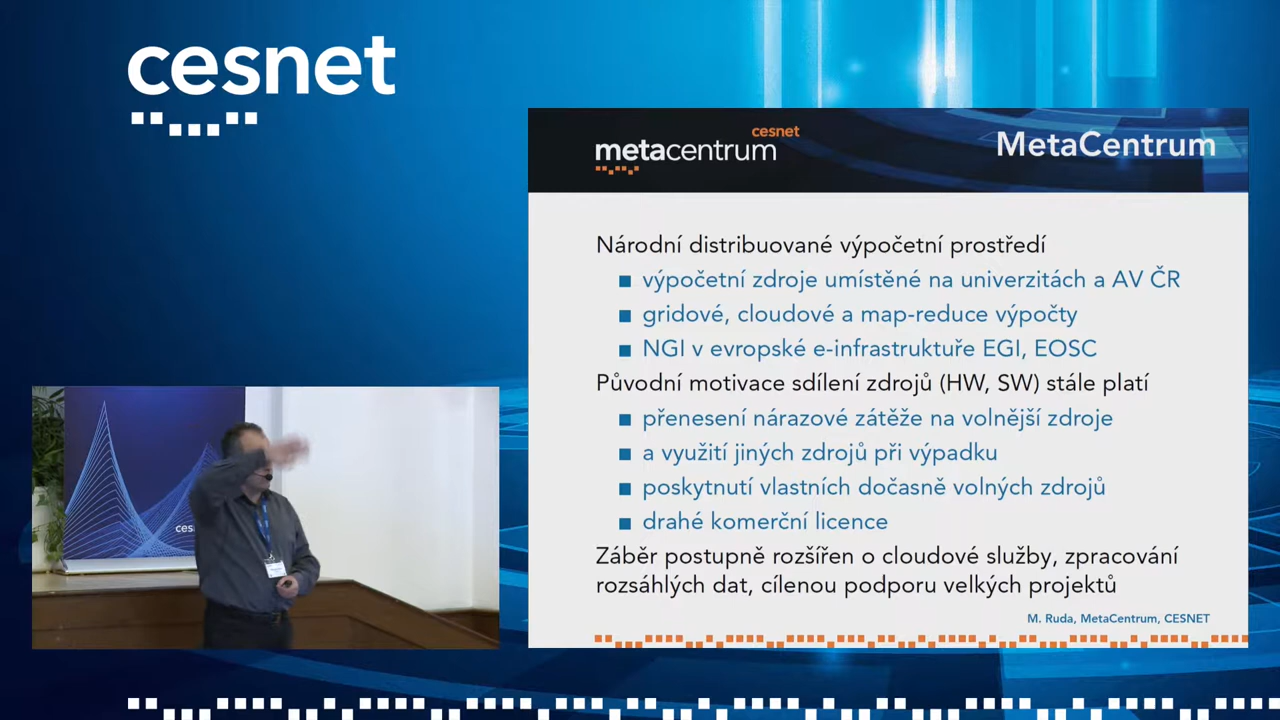 cesnet
cesnet
metacentrum
MetaCentrum
Národní distribuované výpočetní prostředí
výpočetní zdroje umístěné na univerzitách a AV ČR
gridové, cloudové a map-reduce výpočty
NGI v evropské e-infrastruktuře EGI, EOSC
Původní motivace sdílení zdrojů (HW, SW) stále platí
přenesení nárazové zátěže na volnější zdroje
a využití jiných zdrojů při výpadku
poskytnutí vlastních dočasně volných zdrojů
drahé komerční licence
Záběr postupně rozšířen o cloudové služby, zpracování
rozsáhlých dat, cílenou podporu velkých projektů
M. Ruda, MetaCentrum, CESNET